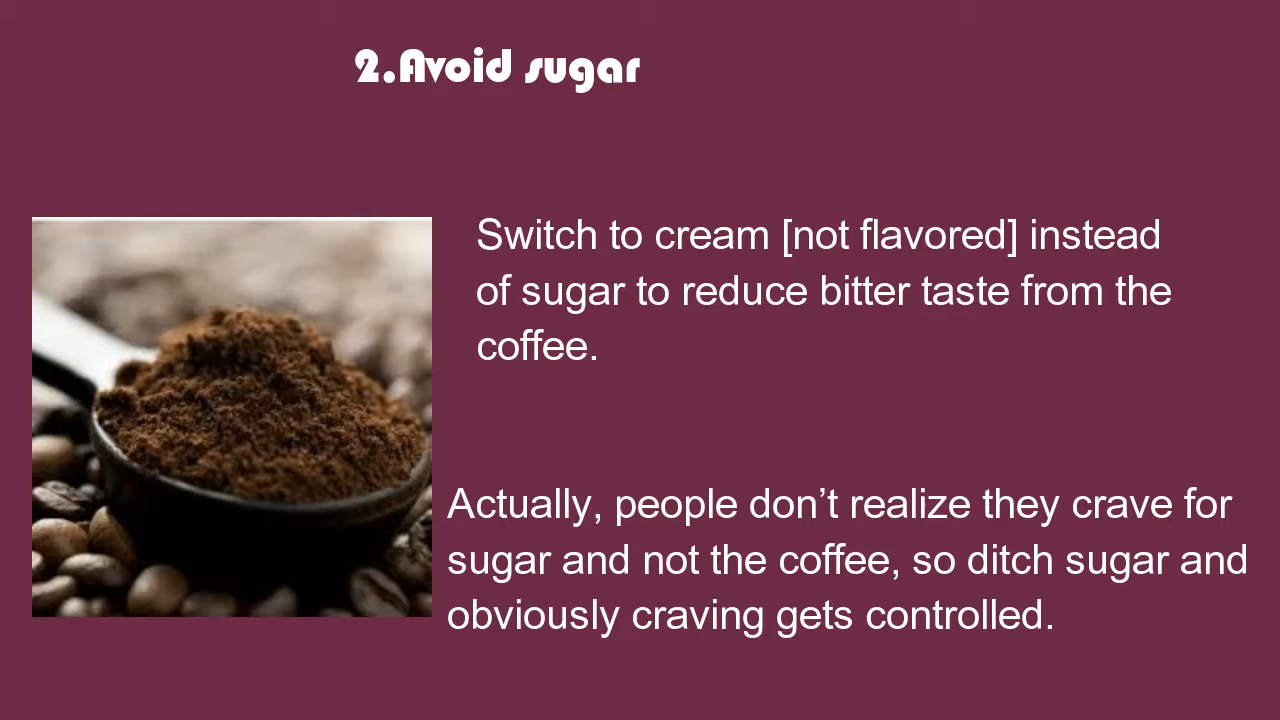 2.Avoid sugar
Switch to cream [not flavored] instead
of sugar to reduce bitter taste from the
coffee.
Actually, people don’t realize they crave for
sugar and not the coffee, so ditch sugar and
obviously craving gets controlled.